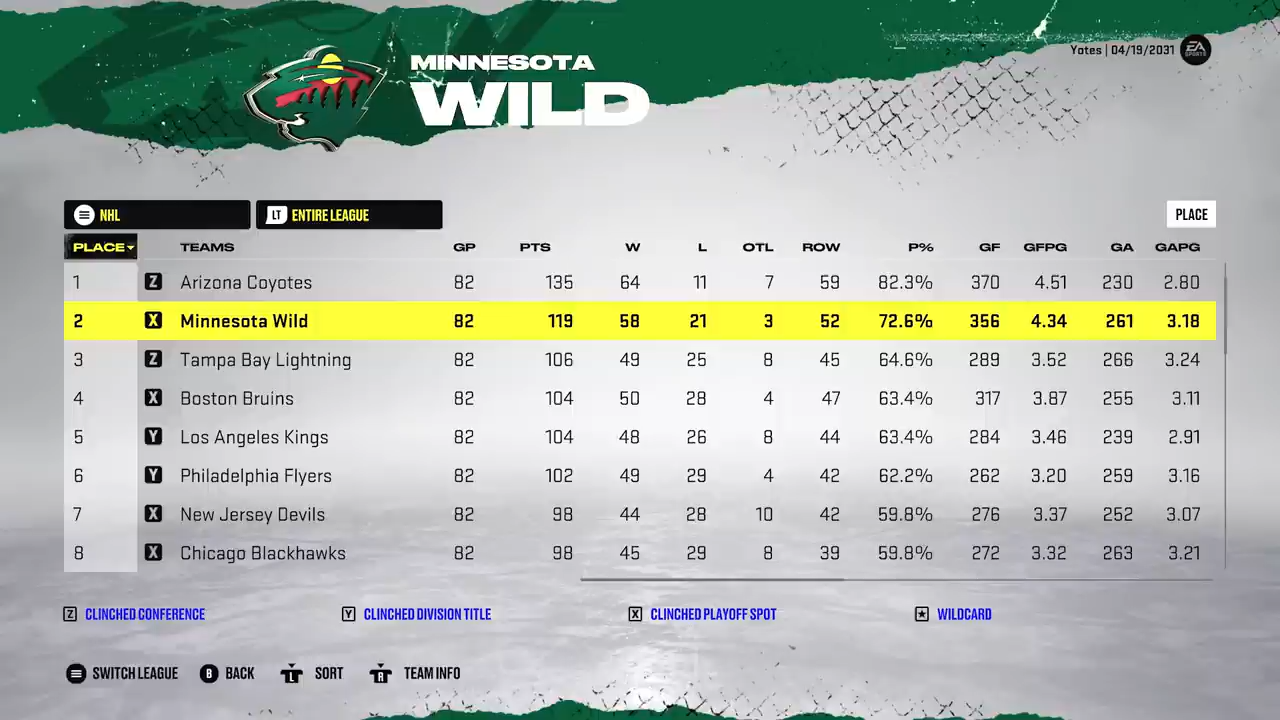 MINNESOTA
WILD
Yotes | 04/19/2031
EA SPORTS
NHL
LT ENTIRE LEAGUE
PLACE
PLACE TEAMS GP PTS W L OTL ROW P% GF GFPG GA GAPG
1 Z Arizona Coyotes 82 135 64 11 7 59 82.3% 370 4.51 230 2.80
2 X Minnesota Wild 82 119 58 21 3 52 72.6% 356 4.34 261 3.18
3 Z Tampa Bay Lightning 82 106 49 25 8 45 64.6% 289 3.52 266 3.24
4 X Boston Bruins 82 104 50 28 4 47 63.4% 317 3.87 255 3.11
5 Y Los Angeles Kings 82 104 48 26 8 44 63.4% 284 3.46 239 2.91
6 Y Philadelphia Flyers 82 102 49 29 4 42 62.2% 262 3.20 259 3.16
7 X New Jersey Devils 82 98 44 28 10 42 59.8% 276 3.37 252 3.07
8 X Chicago Blackhawks 82 98 45 29 8 39 59.8% 272 3.32 263 3.21
Z CLINCHED CONFERENCE Y CLINCHED DIVISION TITLE X CLINCHED PLAYOFF SPOT ★ WILDCARD
SWITCH LEAGUE B BACK L SORT R TEAM INFO